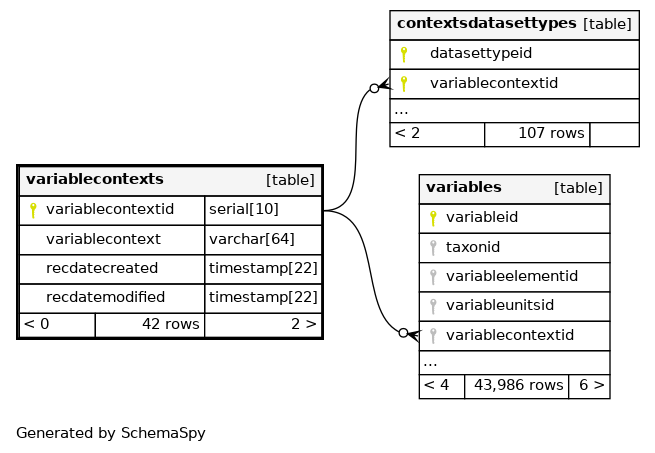 contextsdatasettypes [table]
datasettypeid
variablecontextid
...
< 2 107 rows
variablecontexts [table]
variablecontextid serial[10]
variablecontext varchar[64]
recdatecreated timestamp[22]
recdatemodified timestamp[22]
< 0 42 rows 2 >
variables [table]
variableid
taxonid
variableelementid
variableunitsid
variablecontextid
...
< 4 43,986 rows 6 >
Generated by SchemaSpy